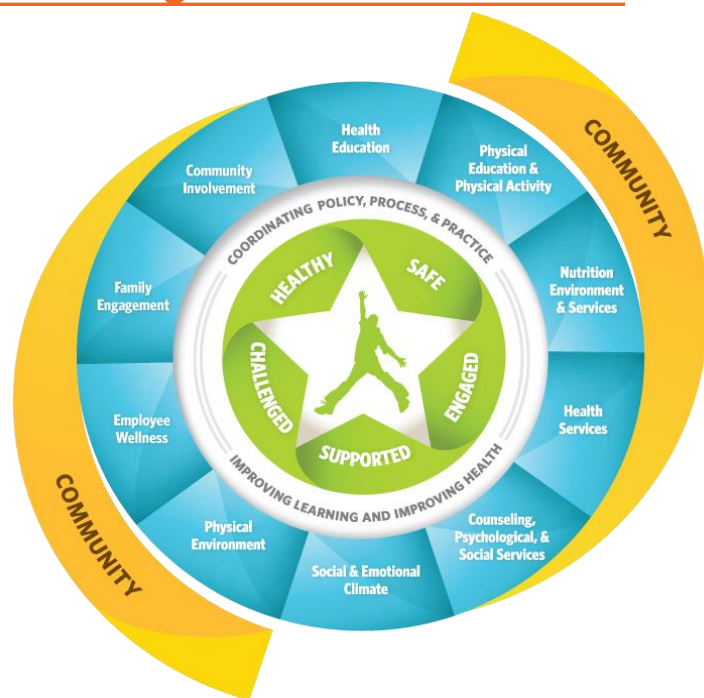 COMMUNITY
Health
Education
Physical
Education &
Physical Activity
Nutrition
Environment
& Services
Health
Services
Counseling,
Psychological, &
Social Services
Social & Emotional
Climate
Physical
Environment
Employee
Wellness
Family
Engagement
Community
Involvement
COORDINATING POLICY, PROCESS, & PRACTICE
IMPROVING LEARNING AND IMPROVING HEALTH
HEALTHY
SAFE
ENGAGED
SUPPORTED
CHALLENGED
COMMUNITY